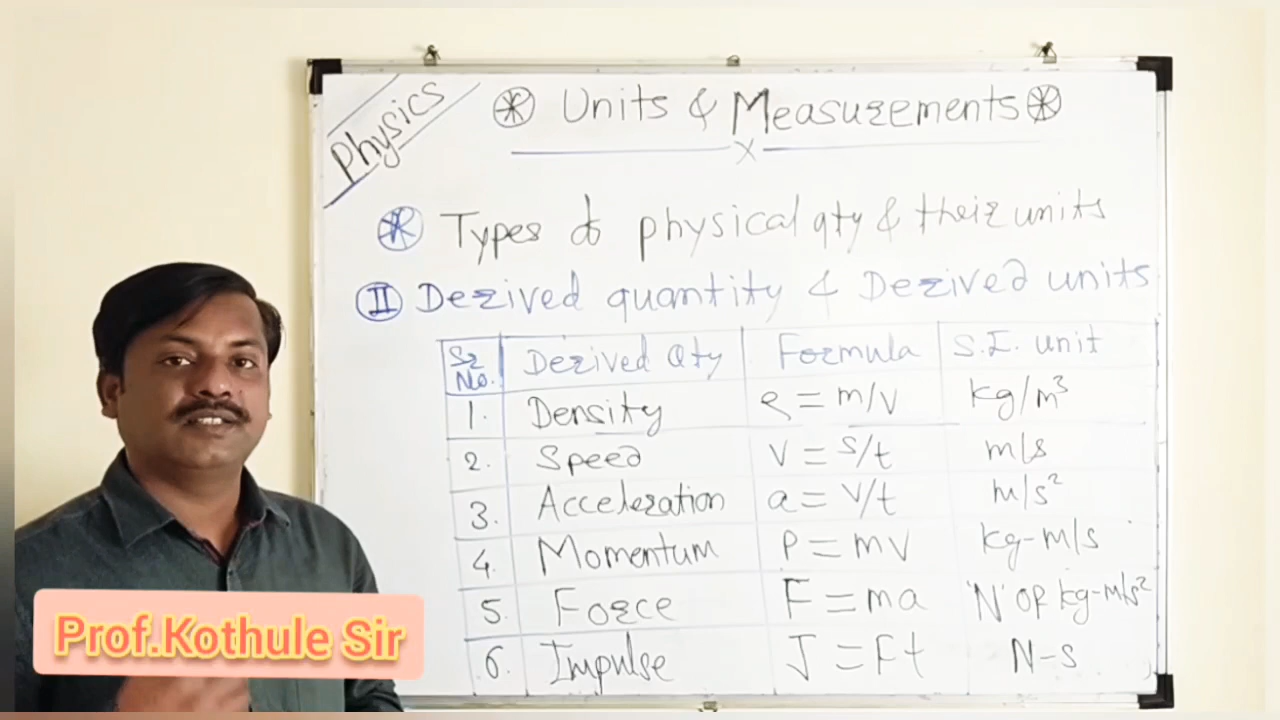 Physics
Units & Measurements
Types of physical qty & their units
II Derived quantity & Derived units
Sr No. Derived Qty Formula S.I. unit
1. Density ρ = m/v kg/m³
2. Speed v = s/t m/s
3. Acceleration a = v/t m/s²
4. Momentum P = mv kg-m/s
5. Force F = ma 'N' OR kg-m/s²
6. Impulse J = Ft N-s
Prof.Kothule Sir